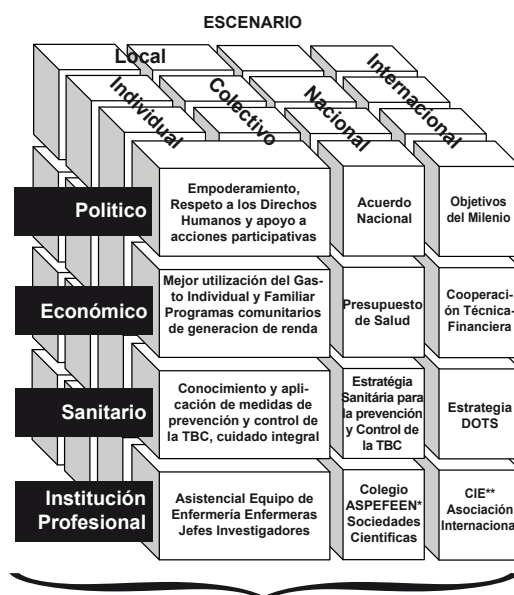 ESCENARIO
Local
Individual
Colectivo
Nacional
Internacional
Politico
Empoderamiento,
Respeto a los Direchos
Humanos y apoyo a
acciones participativas
Acuerdo
Nacional
Objetivos
del Milenio
Económico
Mejor utilización del Gas-
to Individual y Familiar
Programas comunitarios
de generacion de renda
Presupuesto
de Salud
Cooperaci-
ón Técnica-
Financiera
Sanitario
Conocimiento y apli-
cación de medidas de
prevención y control de
la TBC, cuidado integral
Estratégia
Sanitária para
la prevención
y Control de
la TBC
Estrategia
DOTS
Institución
Profesional
Asistencial Equipo de
Enfermería Enfermeras
Jefes Investigadores
Colegio
ASPEFEEN*
Sociedades
Cientificas
CIE**
Asociación
Internacional